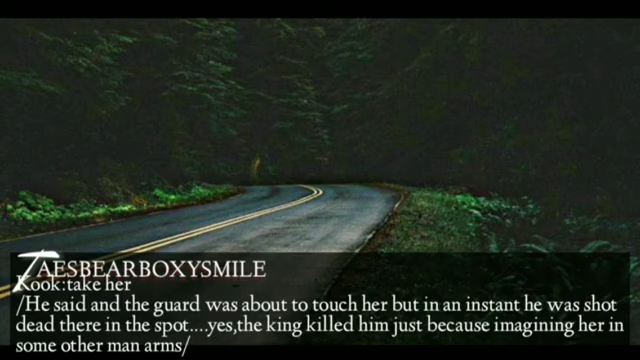 TAESBEARBOXYSMILE
Kook:take her
/He said and the guard was about to touch her but in an instant he was shot
dead there in the spot....yes,the king killed him just because imagining her in
some other man arms/